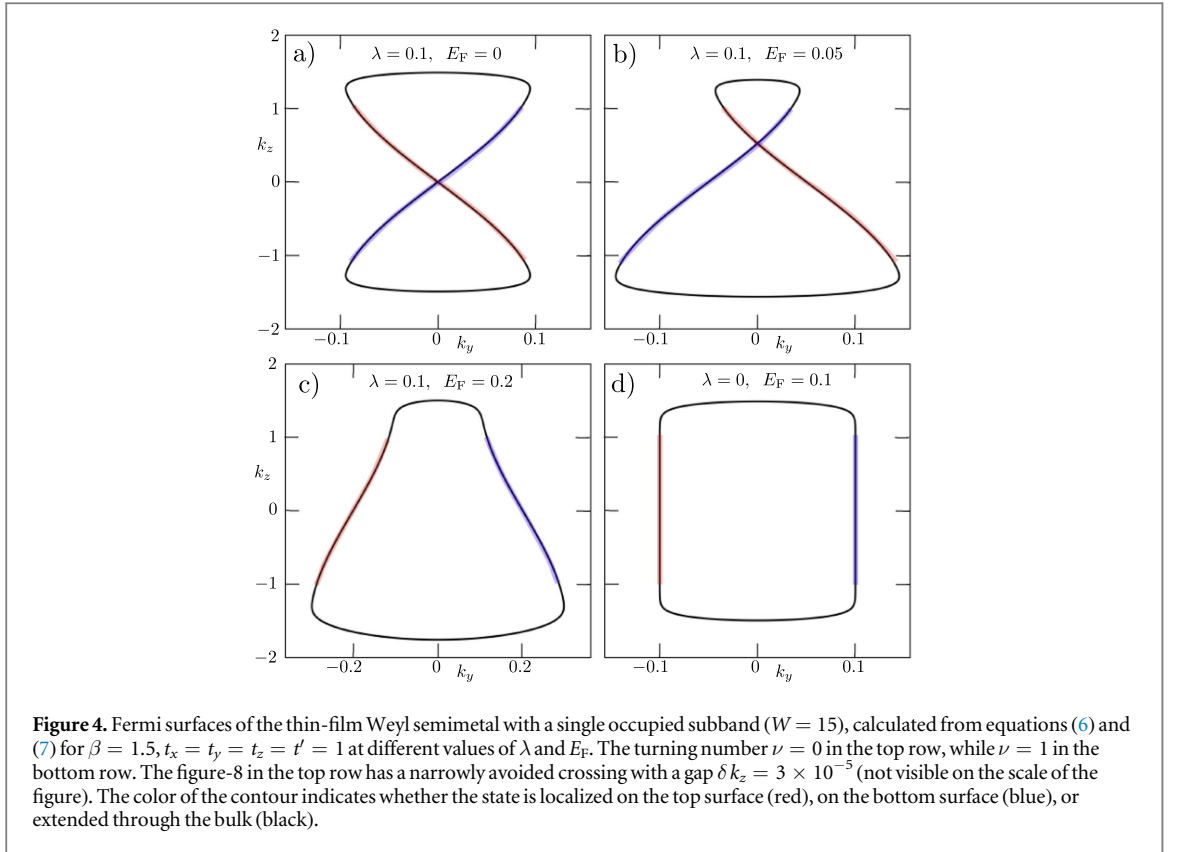 a)
λ = 0.1, E_F = 0
b)
λ = 0.1, E_F = 0.05
2
1
k_z
0
−1
−2
−0.1
0
k_y
0.1
−0.1
0
k_y
0.1
c)
λ = 0.1, E_F = 0.2
d)
λ = 0, E_F = 0.1
2
1
k_z
0
−1
−2
−0.2
0
k_y
0.2
−0.1
0
k_y
0.1
Figure 4. Fermi surfaces of the thin-film Weyl semimetal with a single occupied subband (W = 15), calculated from equations (6) and
(7) for β = 1.5, t_x = t_y = t_z = t′ = 1 at different values of λ and E_F. The turning number ν = 0 in the top row, while ν = 1 in the
bottom row. The figure-8 in the top row has a narrowly avoided crossing with a gap δk_z = 3 × 10⁻⁵ (not visible on the scale of the
figure). The color of the contour indicates whether the state is localized on the top surface (red), on the bottom surface (blue), or
extended through the bulk (black).